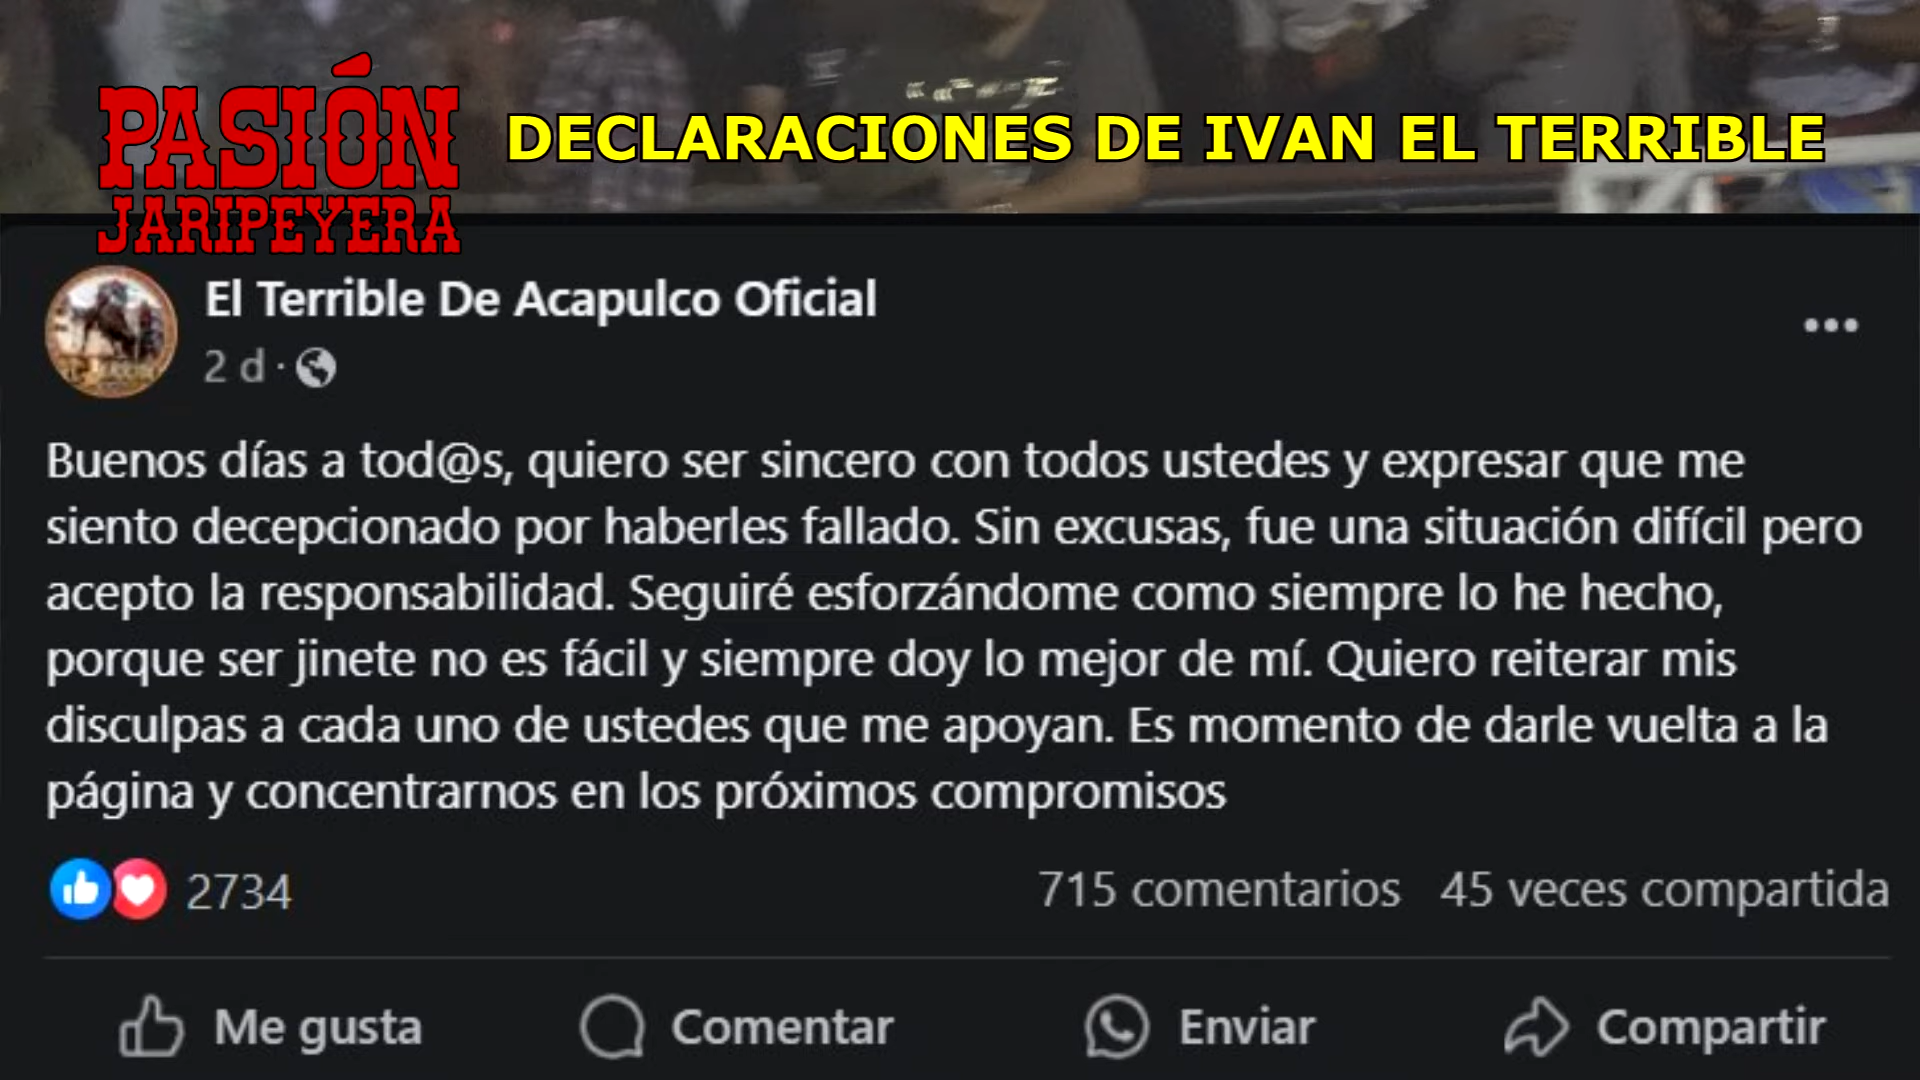 PASIÓN
JARIPEYERA
DECLARACIONES DE IVAN EL TERRIBLE
El Terrible De Acapulco Oficial
2 d ·
Buenos días a tod@s, quiero ser sincero con todos ustedes y expresar que me
siento decepcionado por haberles fallado. Sin excusas, fue una situación difícil pero
acepto la responsabilidad. Seguiré esforzándome como siempre lo he hecho,
porque ser jinete no es fácil y siempre doy lo mejor de mí. Quiero reiterar mis
disculpas a cada uno de ustedes que me apoyan. Es momento de darle vuelta a la
página y concentrarnos en los próximos compromisos
2734
715 comentarios 45 veces compartida
Me gusta Comentar Enviar Compartir